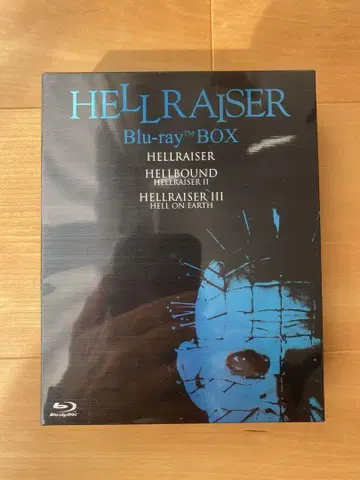 HELLRAISER
Blu-ray™ BOX
HELLRAISER
HELLBOUND
HELLRAISER II
HELLRAISER III
HELL ON EARTH
Blu-ray Disc